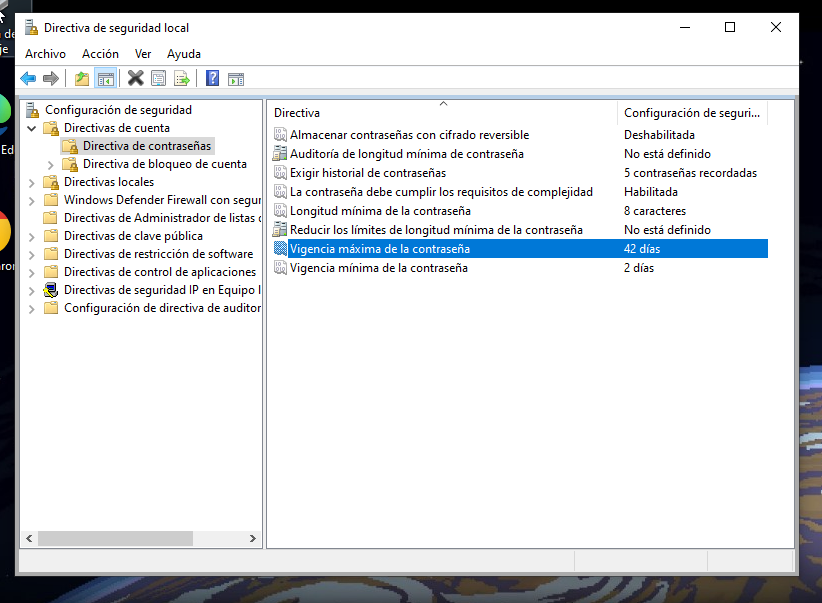 Directiva de seguridad local
Archivo Acción Ver Ayuda
Configuración de seguridad
Directivas de cuenta
Directiva de contraseñas
Directiva de bloqueo de cuenta
Directivas locales
Windows Defender Firewall con segur
Directivas de Administrador de listas c
Directivas de clave pública
Directivas de restricción de software
Directivas de control de aplicaciones
Directivas de seguridad IP en Equipo l
Configuración de directiva de auditor
Directiva Configuración de seguri...
Almacenar contraseñas con cifrado reversible Deshabilitada
Auditoría de longitud mínima de contraseña No está definido
Exigir historial de contraseñas 5 contraseñas recordadas
La contraseña debe cumplir los requisitos de complejidad Habilitada
Longitud mínima de la contraseña 8 caracteres
Reducir los límites de longitud mínima de la contraseña No está definido
Vigencia máxima de la contraseña 42 días
Vigencia mínima de la contraseña 2 días